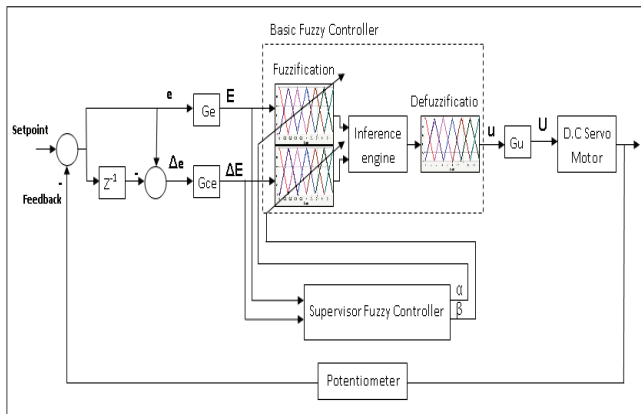 Basic Fuzzy Controller
Fuzzification
Defuzzificatio
Setpoint
Feedback
e
Ge
E
Z⁻¹
Δe
Gce
ΔE
Inference
engine
u
Gu
U
D.C Servo
Motor
α
β
Supervisor Fuzzy Controller
Potentiometer